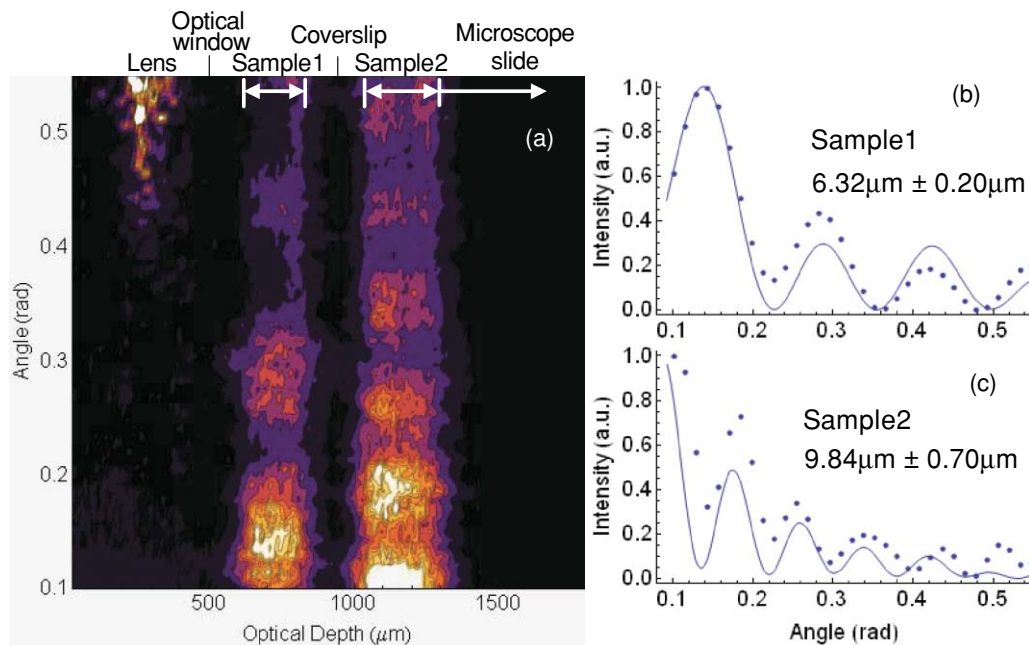 Optical window
Coverslip
Microscope slide
Lens
Sample1
Sample2
(a)
Angle (rad)
0.5
0.4
0.3
0.2
0.1
500
1000
1500
Optical Depth (μm)
(b)
Sample1
6.32μm ± 0.20μm
Intensity (a.u.)
1.0
0.8
0.6
0.4
0.2
0.0
0.1 0.2 0.3 0.4 0.5
(c)
Sample2
9.84μm ± 0.70μm
Intensity (a.u.)
1.0
0.8
0.6
0.4
0.2
0.0
0.1 0.2 0.3 0.4 0.5
Angle (rad)